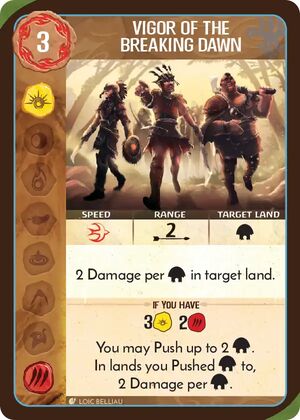 3
VIGOR OF THE
BREAKING DAWN
SPEED RANGE TARGET LAND
2
2 Damage per in target land.
IF YOU HAVE
3 2
You may Push up to 2 .
In lands you Pushed to,
2 Damage per .
LOIC BELLIAU